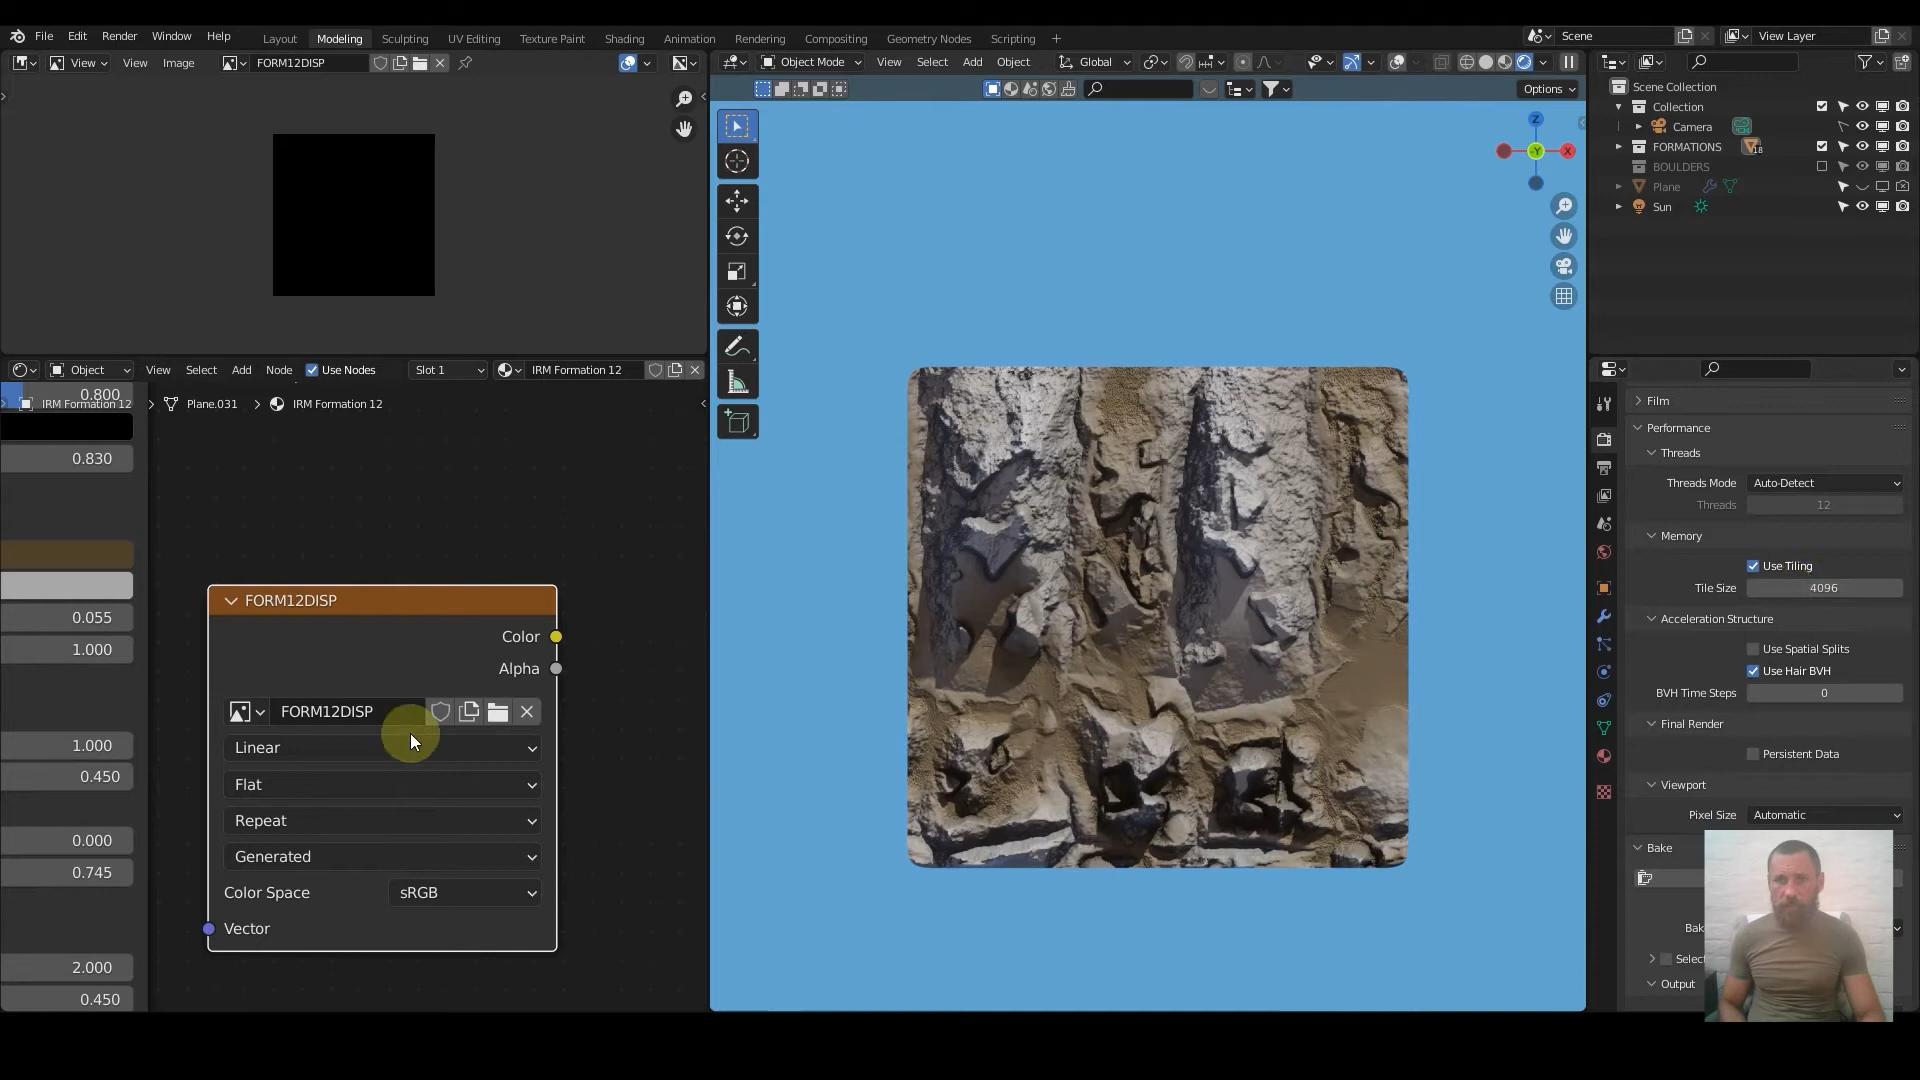 File Edit Render Window Help
Layout Modeling Sculpting UV Editing Texture Paint Shading Animation Rendering Compositing Geometry Nodes Scripting
Scene View Layer
View View Image FORM12DISP
Object Mode View Select Add Object Global
Options
Z
X
Y
Scene Collection
Collection
Camera
FORMATIONS 18
BOULDERS
Plane
Sun
Object View Select Add Node Use Nodes Slot 1 IRM Formation 12
0.800
IRM Formation 12 Plane.031 IRM Formation 12
0.830
0.055
1.000
1.000
0.450
0.000
0.745
2.000
0.450
FORM12DISP
Color
Alpha
FORM12DISP
Linear
Flat
Repeat
Generated
Color Space sRGB
Vector
Film
Performance
Threads
Threads Mode Auto-Detect
Threads 12
Memory
Use Tiling
Tile Size 4096
Acceleration Structure
Use Spatial Splits
Use Hair BVH
BVH Time Steps 0
Final Render
Persistent Data
Viewport
Pixel Size Automatic
Bake
Bak
Select
Output